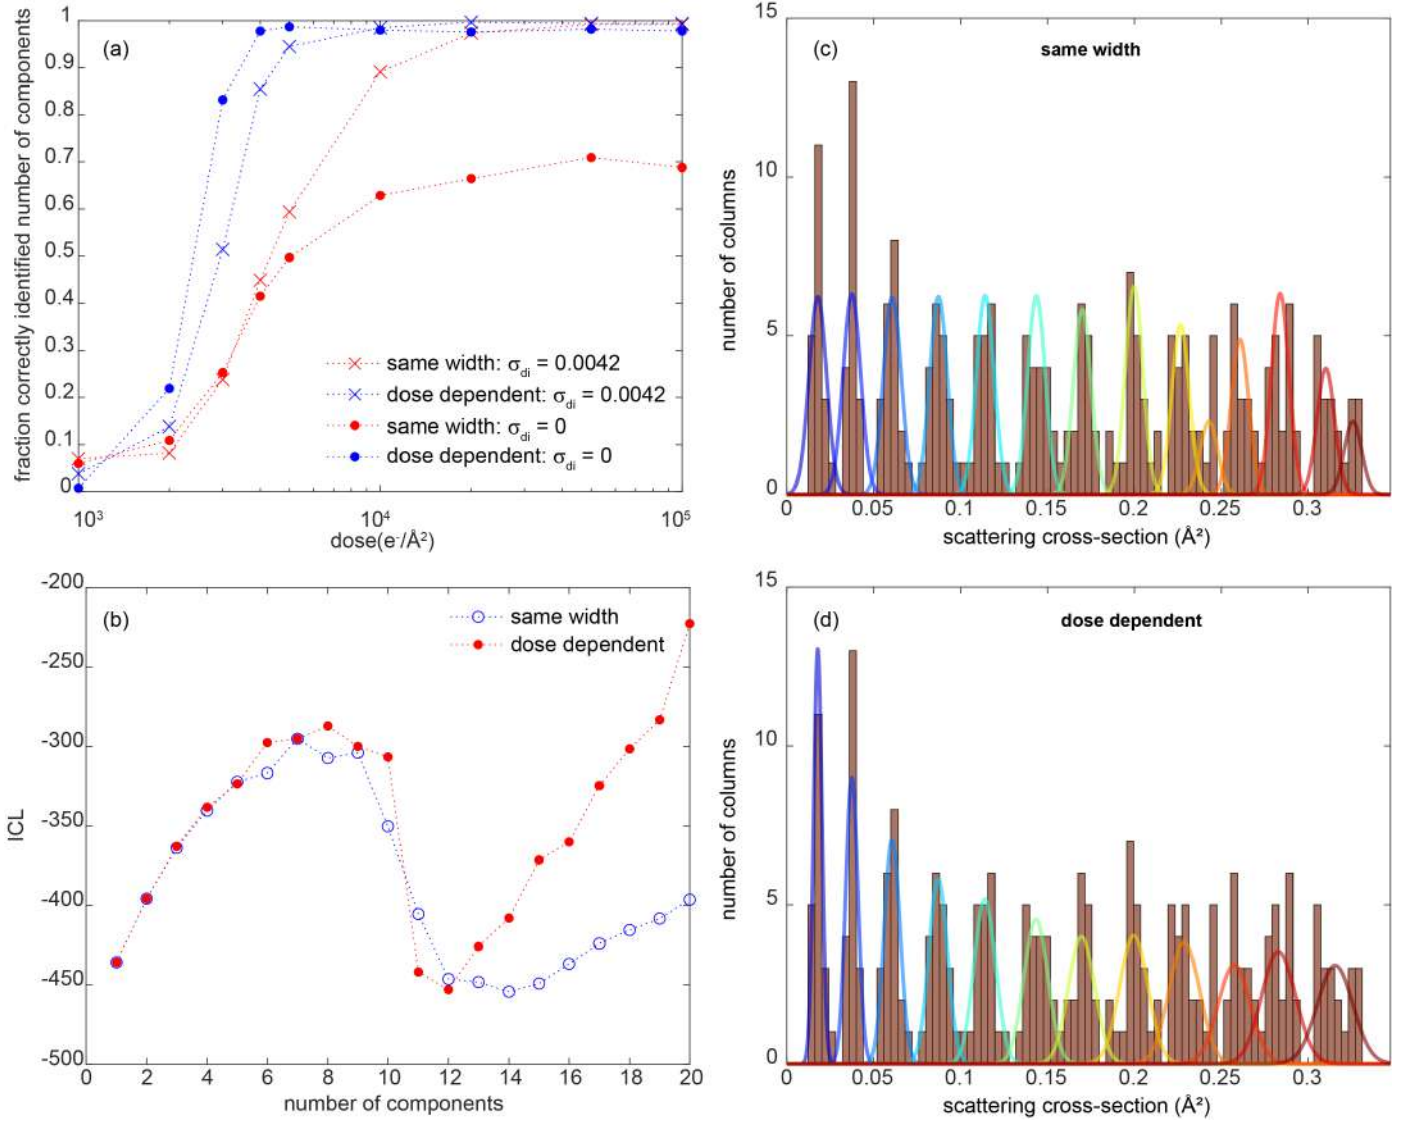 (a)
fraction correctly identified number of components
1
0.9
0.8
0.7
0.6
0.5
0.4
0.3
0.2
0.1
0
same width: σdi = 0.0042
dose dependent: σdi = 0.0042
same width: σdi = 0
dose dependent: σdi = 0
10³ 10⁴ 10⁵
dose(e⁻/Å²)
(c)
same width
number of columns
15
10
5
0
0 0.05 0.1 0.15 0.2 0.25 0.3
scattering cross-section (Å²)
(b)
ICL
-200
-250
-300
-350
-400
-450
-500
same width
dose dependent
0 2 4 6 8 10 12 14 16 18 20
number of components
(d)
dose dependent
number of columns
15
10
5
0
0 0.05 0.1 0.15 0.2 0.25 0.3
scattering cross-section (Å²)